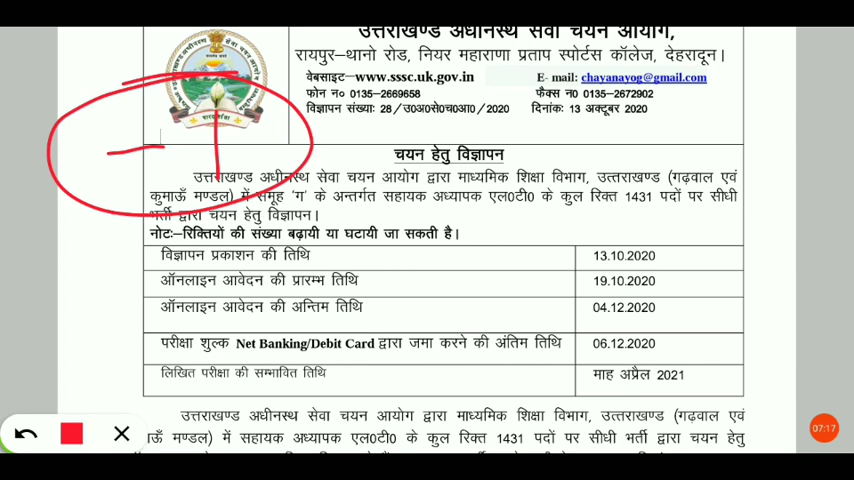 उत्तराखण्ड अधीनस्थ सेवा चयन आयोग,
रायपुर–थानो रोड, नियर महाराणा प्रताप स्पोर्टस कॉलेज, देहरादून।
वेबसाइट–www.sssc.uk.gov.in E- mail: chayanayog@gmail.com
फोन न० 0135-2669658 फैक्स न०  0135-2672902
विज्ञापन संख्याः 28/उ०अ०से०च०आ०/2020 दिनांकः 13 अक्टूबर 2020
चयन हेतु विज्ञापन
उत्तराखण्ड अधीनस्थ सेवा चयन आयोग द्वारा माध्यमिक शिक्षा विभाग, उत्तराखण्ड (गढ़वाल एवं
कुमाऊँ मण्डल) में समूह 'ग' के अन्तर्गत सहायक अध्यापक एल0टी0 के कुल रिक्त 1431 पदों पर सीधी
भर्ती द्वारा चयन हेतु विज्ञापन।
नोटः–रिक्तियों की संख्या बढ़ायी या घटायी जा सकती है।
विज्ञापन प्रकाशन की तिथि 13.10.2020
ऑनलाइन आवेदन की प्रारम्भ तिथि 19.10.2020
ऑनलाइन आवेदन की अन्तिम तिथि 04.12.2020
परीक्षा शुल्क Net Banking/Debit Card द्वारा जमा करने की अंतिम तिथि 06.12.2020
लिखित परीक्षा की सम्भावित तिथि माह अप्रैल 2021
उत्तराखण्ड अधीनस्थ सेवा चयन आयोग द्वारा माध्यमिक शिक्षा विभाग, उत्तराखण्ड (गढ़वाल एवं
कुमाऊँ मण्डल) में सहायक अध्यापक एल0टी0 के कुल रिक्त 1431 पदों पर सीधी भर्ती द्वारा चयन हेतु
07:17